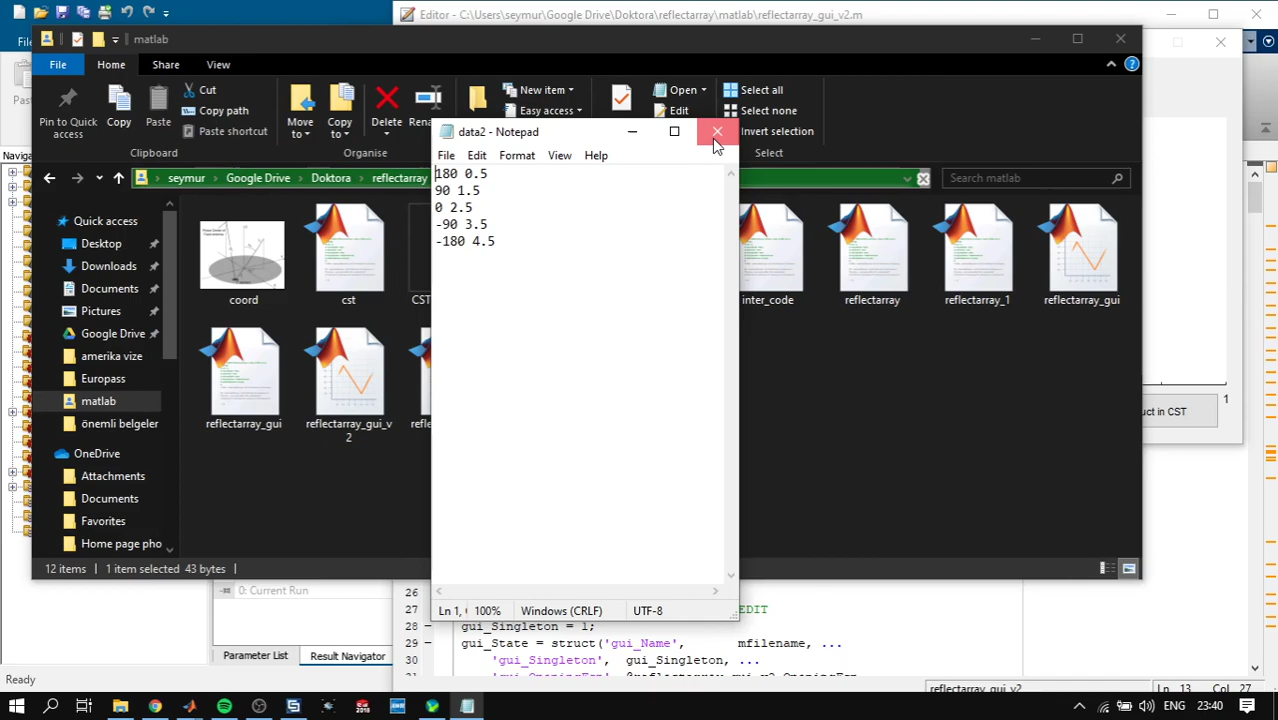 Editor - C:\Users\seymur\Google Drive\Doktora\reflectarray\matlab\reflectarray_gui_v2.m
matlab
File
Home
Share
View
Pin to Quick access
Copy
Paste
Cut
Copy path
Paste shortcut
Clipboard
Move to
Copy to
Delete
Organise
New item
Easy access
Open
Edit
Select all
Select none
Invert selection
Select
seymur
Google Drive
Doktora
reflectarray
Search matlab
data2 - Notepad
File
Edit
Format
View
Help
180 0.5
90 1.5
0 2.5
-90 3.5
-180 4.5
Ln 1,
100%
Windows (CRLF)
UTF-8
Quick access
Desktop
Downloads
Documents
Pictures
Google Drive
amerika vize
Europass
matlab
önemli belgeler
OneDrive
Attachments
Documents
Favorites
Home page pho
coord
cst
CST
inter_code
reflectarray
reflectarray_1
reflectarray_gui
reflectarray_gui
reflectarray_gui_v
2
12 items
1 item selected 43 bytes
1
uct in CST
0: Current Run
Parameter List
Result Navigator
Ready
26
27
EDIT
28
gui_Singleton = 1;
29
gui_State = struct('gui_Name', mfilename, ...
30
'gui_Singleton', gui_Singleton, ...
reflectarray_gui_v2
Ln 13
Col 27
ENG
23:40